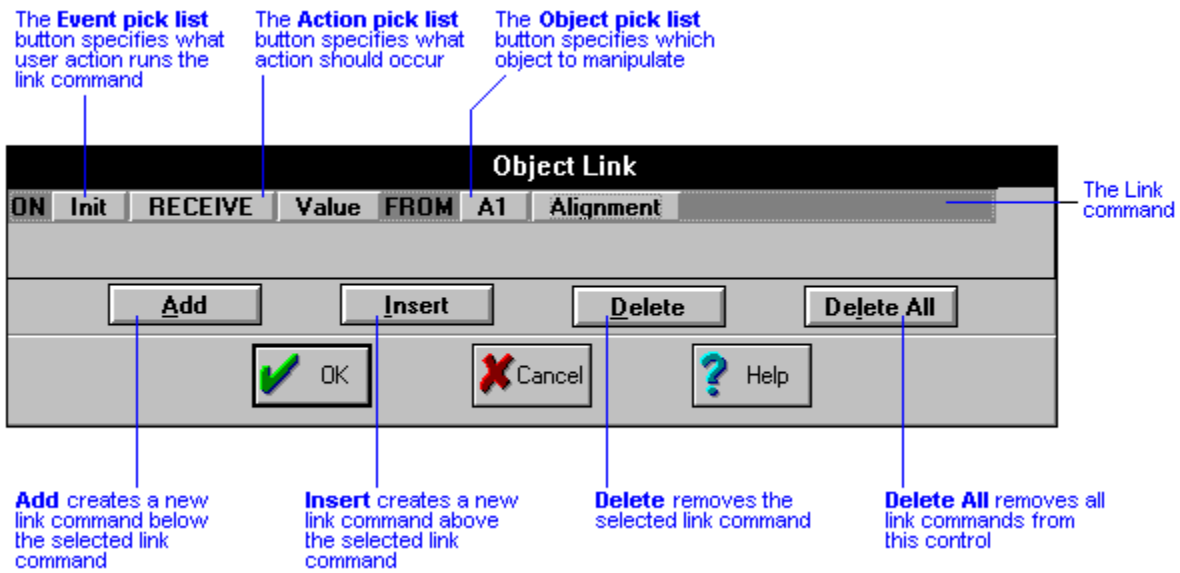 The Event pick list
button specifies what
user action runs the
link command
The Action pick list
button specifies what
action should occur
The Object pick list
button specifies which
object to manipulate
Object Link
ON Init RECEIVE Value FROM A1 Alignment
The Link
command
Add Insert Delete Delete All
OK Cancel Help
Add creates a new
link command below
the selected link
command
Insert creates a new
link command above
the selected link
command
Delete removes the
selected link command
Delete All removes all
link commands from
this control